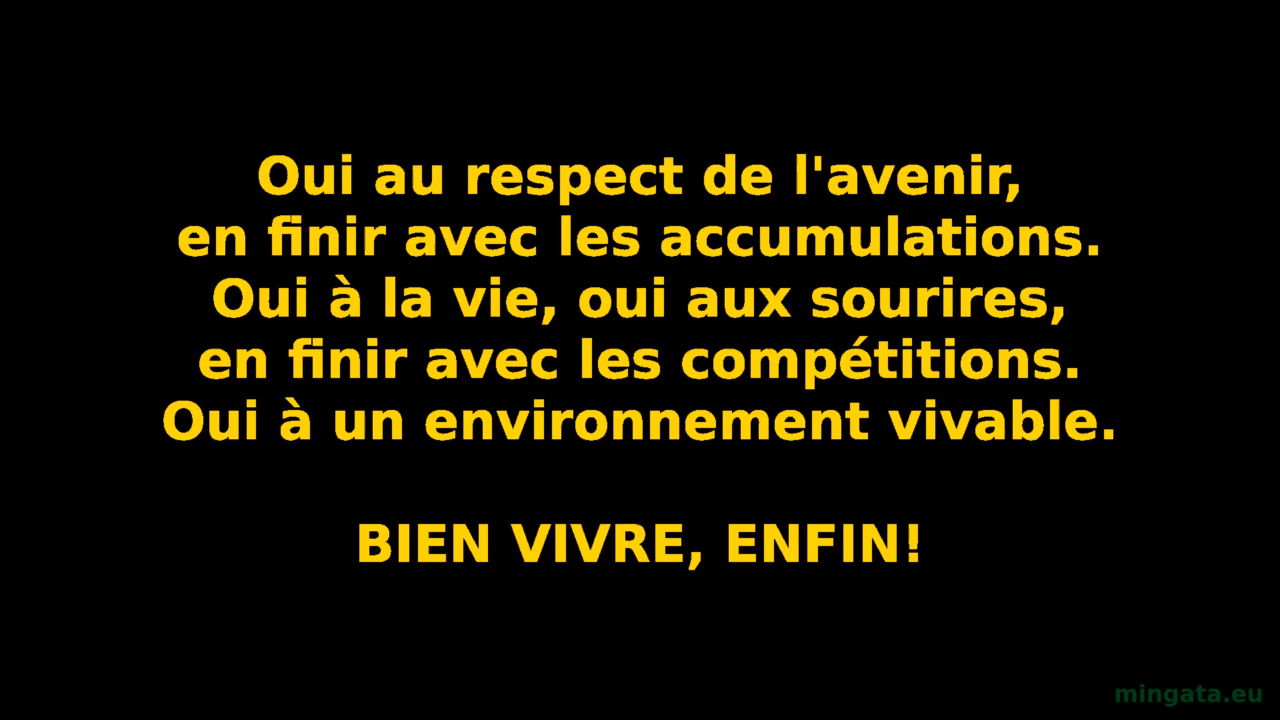 Oui au respect de l'avenir,
en finir avec les accumulations.
Oui à la vie, oui aux sourires,
en finir avec les compétitions.
Oui à un environnement vivable.
BIEN VIVRE, ENFIN!
mingata.eu